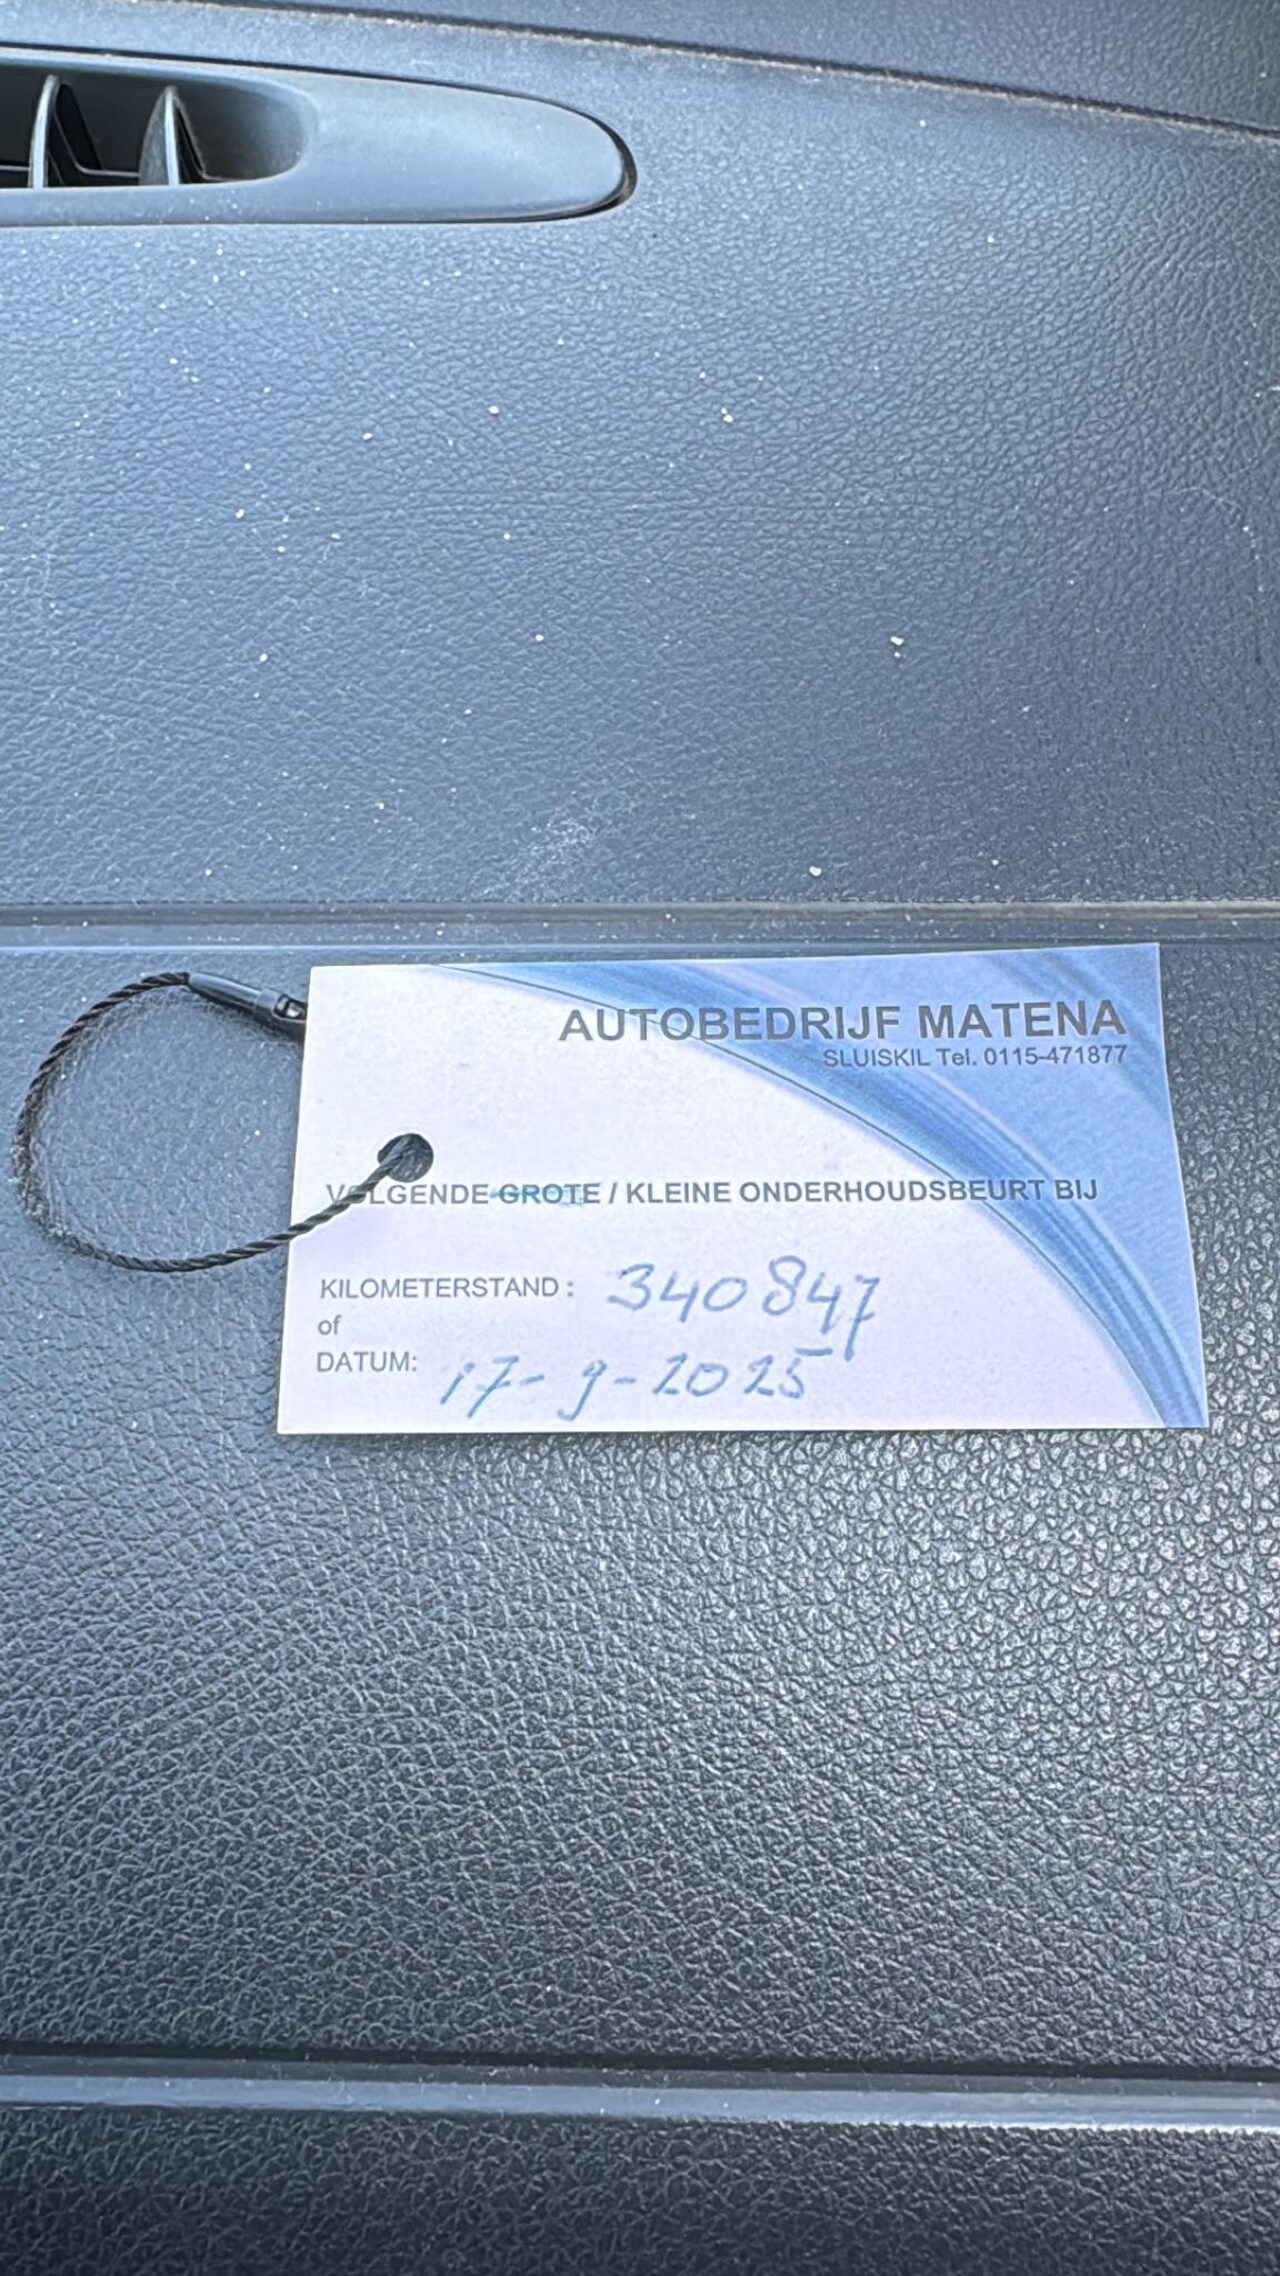 AUTOBEDRIJF MATENA
SLUISKIL Tel. 0115-471877
VOLGENDE GROTE / KLEINE ONDERHOUDSBEURT BIJ
KILOMETERSTAND : 340847
of
DATUM: 17-9-2025